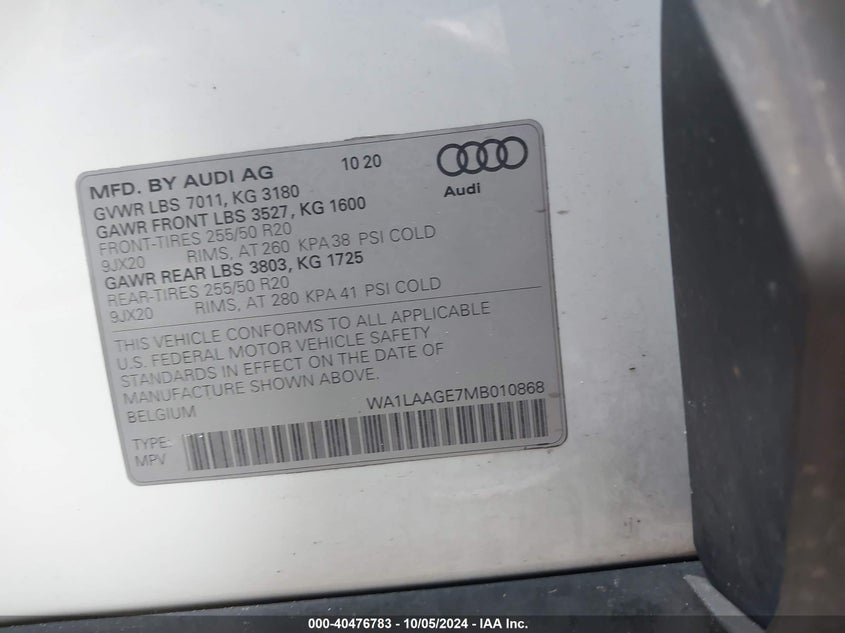 MFD. BY AUDI AG 10 20
Audi
GVWR LBS 7011, KG 3180
GAWR FRONT LBS 3527, KG 1600
FRONT-TIRES 255/50 R20
9JX20 RIMS, AT 260 KPA 38 PSI COLD
GAWR REAR LBS 3803, KG 1725
REAR-TIRES 255/50 R20
9JX20 RIMS, AT 280 KPA 41 PSI COLD
THIS VEHICLE CONFORMS TO ALL APPLICABLE
U.S. FEDERAL MOTOR VEHICLE SAFETY
STANDARDS IN EFFECT ON THE DATE OF
MANUFACTURE SHOWN ABOVE.
BELGIUM WA1LAAGE7MB010868
TYPE:
MPV
000-40476783 - 10/05/2024 - IAA Inc.